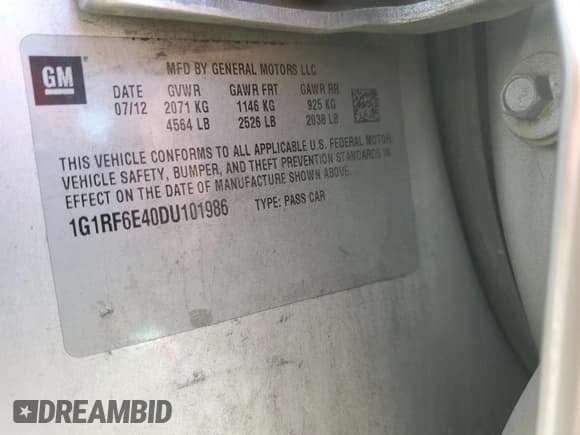 GM
MFD BY GENERAL MOTORS LLC
DATE GVWR GAWR FRT GAWR RR
07/12 2071 KG 1146 KG 925 KG
4564 LB 2526 LB 2038 LB
THIS VEHICLE CONFORMS TO ALL APPLICABLE U.S. FEDERAL MOTOR
VEHICLE SAFETY, BUMPER, AND THEFT PREVENTION STANDARDS IN
EFFECT ON THE DATE OF MANUFACTURE SHOWN ABOVE.
1G1RF6E40DU101986 TYPE: PASS CAR
DREAMBID